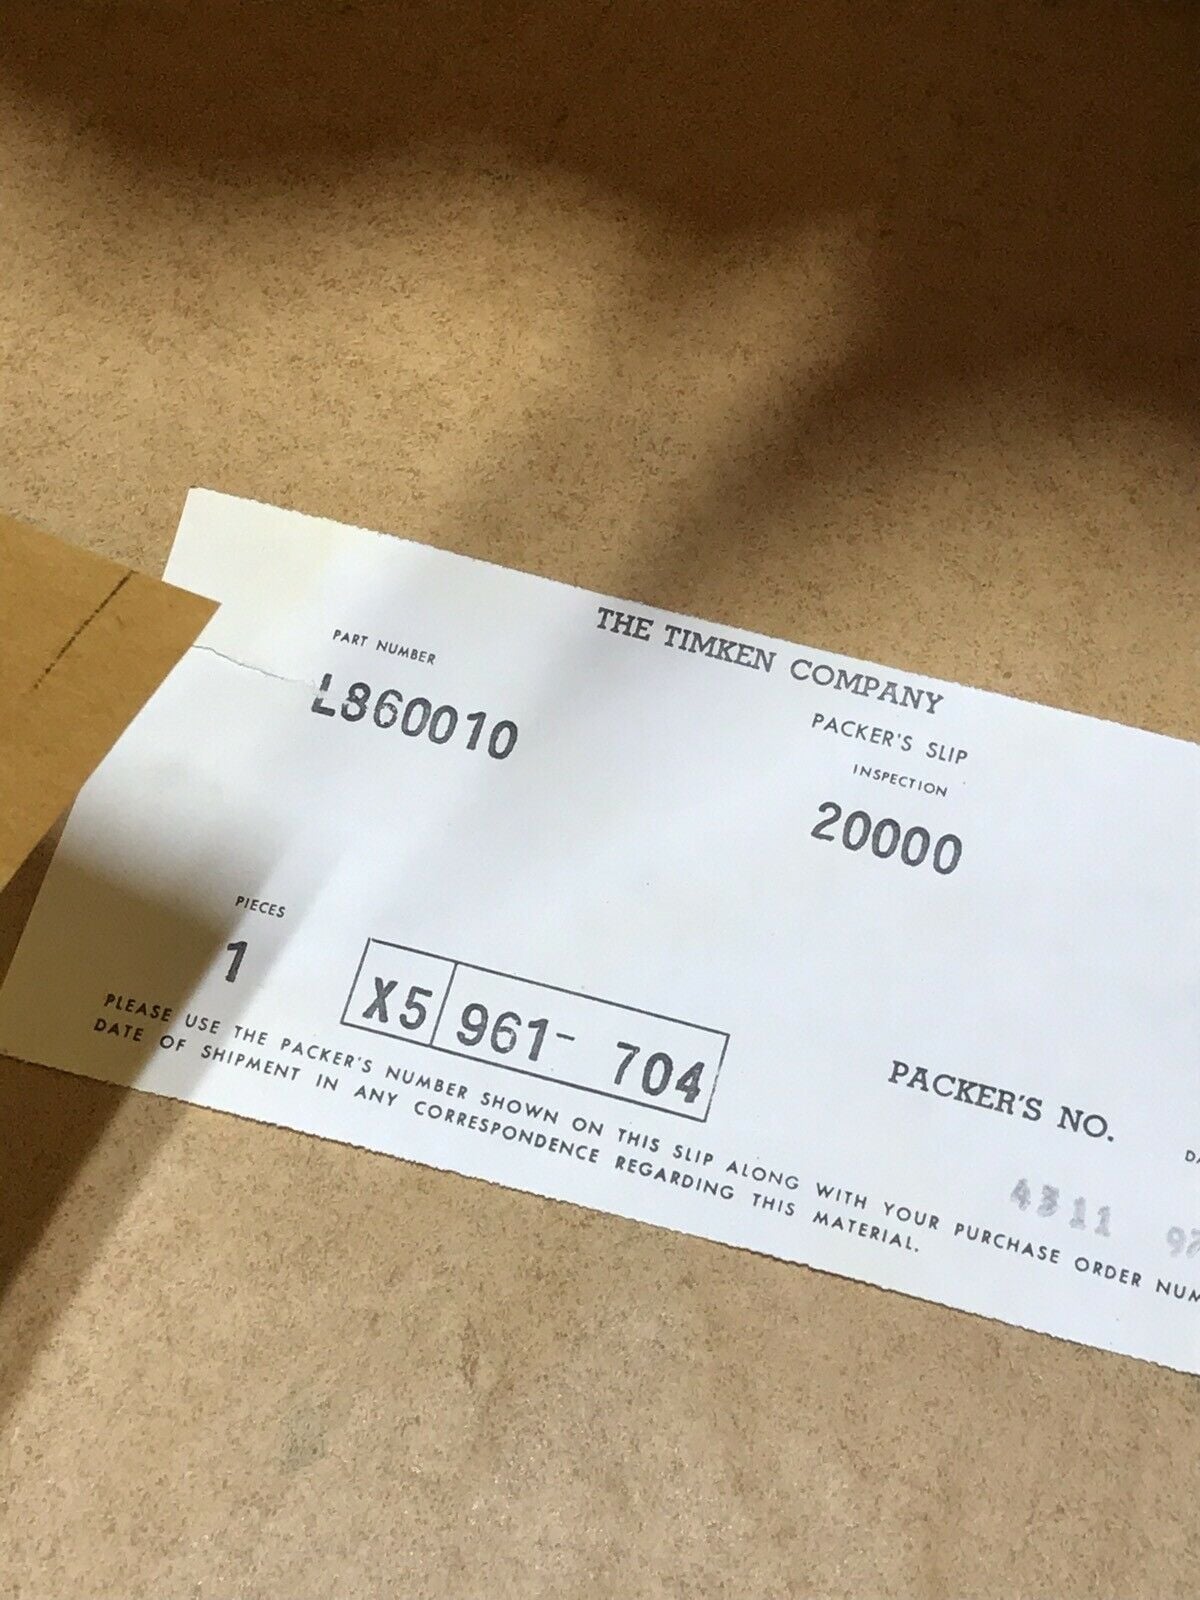 THE TIMKEN COMPANY
PART NUMBER
L860010
PACKER'S SLIP
INSPECTION
20000
PIECES
1
X5 961- 704
PACKER'S NO.
4311
PLEASE USE THE PACKER'S NUMBER SHOWN ON THIS SLIP ALONG WITH YOUR PURCHASE ORDER NUM
DATE OF SHIPMENT IN ANY CORRESPONDENCE REGARDING THIS MATERIAL.